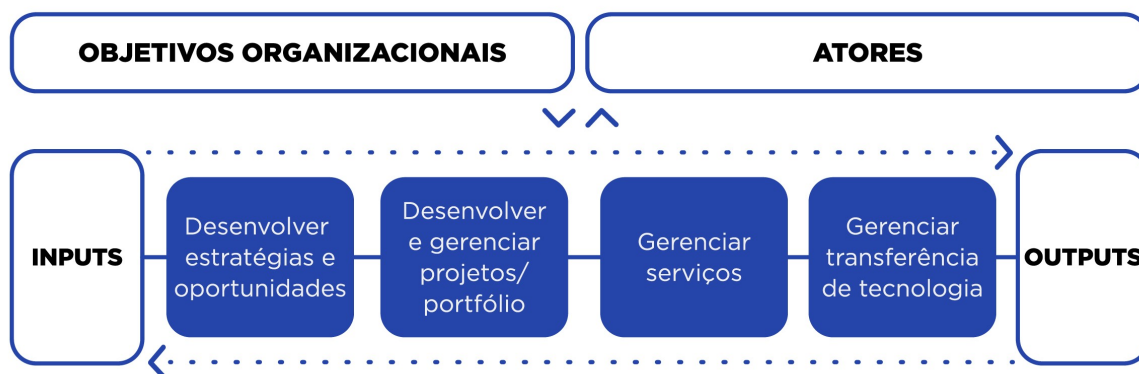 OBJETIVOS ORGANIZACIONAIS
ATORES
INPUTS
Desenvolver
estratégias e
oportunidades
Desenvolver
e gerenciar
projetos/
portfólio
Gerenciar
serviços
Gerenciar
transferência
de tecnologia
OUTPUTS